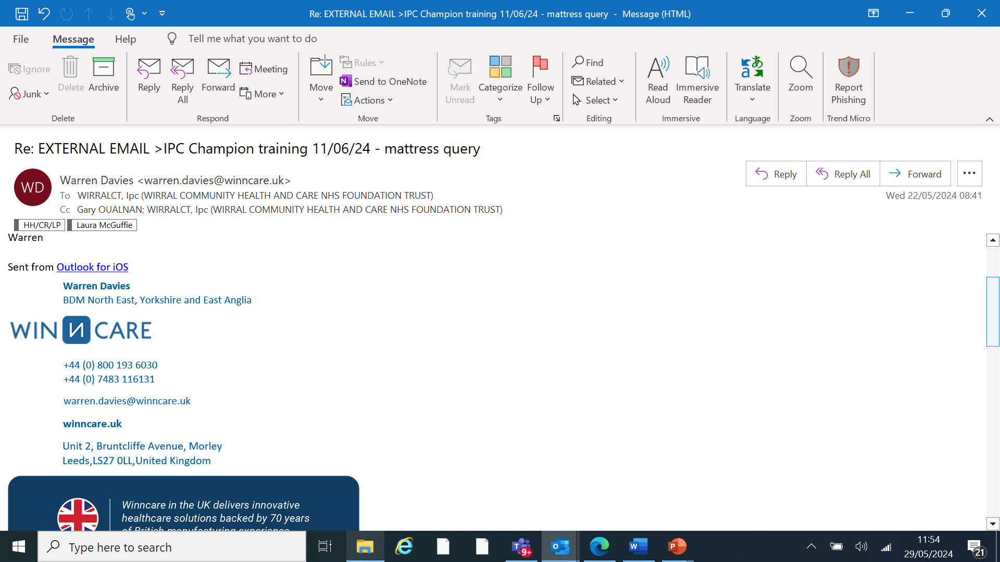 Re: EXTERNAL EMAIL >IPC Champion training 11/06/24 - mattress query - Message (HTML)
File Message Help Tell me what you want to do
Ignore
Junk
Delete
Archive
Delete
Reply
Reply All
Forward
Meeting
More
Respond
Move
Rules
Send to OneNote
Actions
Move
Mark Unread
Categorize
Follow Up
Tags
Find
Related
Select
Editing
Read Aloud
Immersive Reader
Immersive
Translate
Language
Zoom
Zoom
Report Phishing
Trend Micro
Re: EXTERNAL EMAIL >IPC Champion training 11/06/24 - mattress query
WD
Warren Davies <warren.davies@winncare.uk>
To WIRRALCT, Ipc (WIRRAL COMMUNITY HEALTH AND CARE NHS FOUNDATION TRUST)
Cc Gary OUALNAN; WIRRALCT, Ipc (WIRRAL COMMUNITY HEALTH AND CARE NHS FOUNDATION TRUST)
Reply Reply All Forward
Wed 22/05/2024 08:41
HH/CR/LP Laura McGuffie
Warren
Sent from Outlook for iOS
Warren Davies
BDM North East, Yorkshire and East Anglia
WINNCARE
+44 (0) 800 193 6030
+44 (0) 7483 116131
warren.davies@winncare.uk
winncare.uk
Unit 2, Bruntcliffe Avenue, Morley
Leeds,LS27 0LL,United Kingdom
Winncare in the UK delivers innovative
healthcare solutions backed by 70 years
of British manufacturing experience
Type here to search
9+
11:54
29/05/2024
21